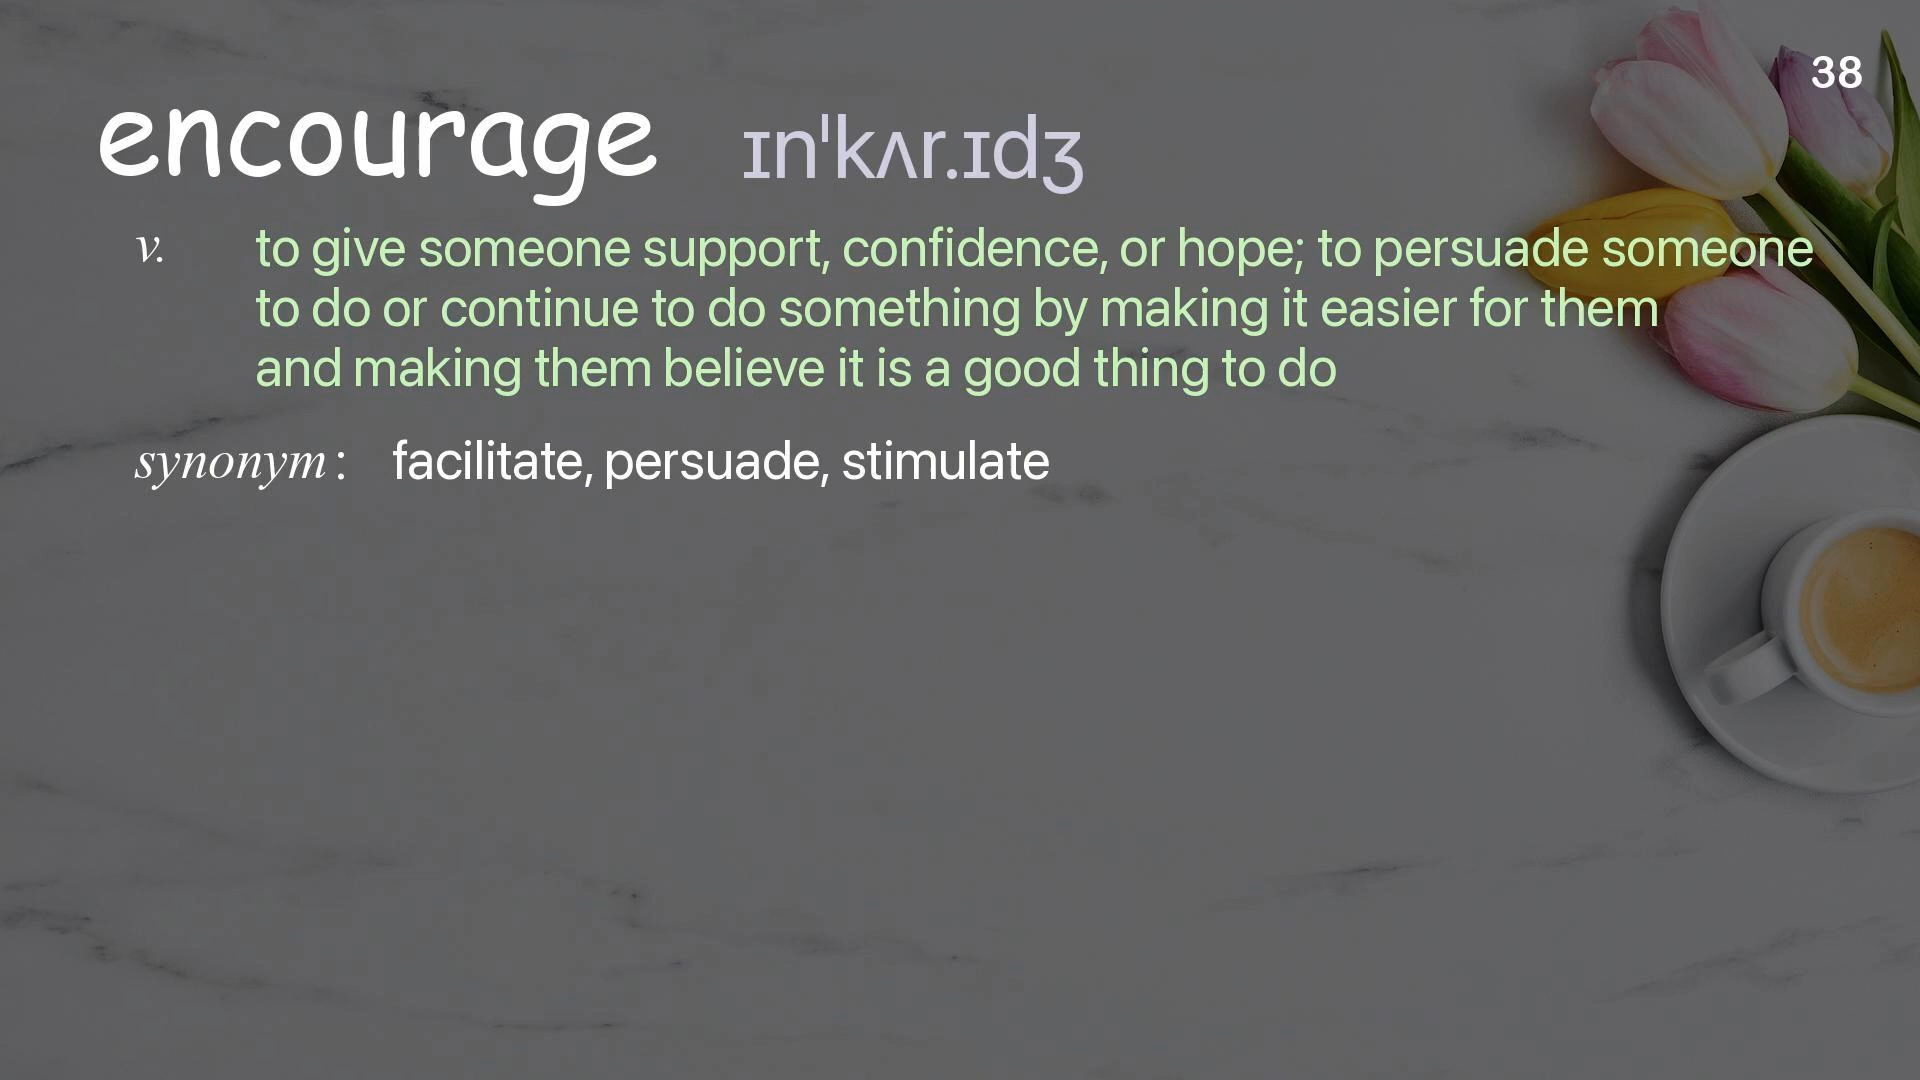 38
encourage ɪnˈkʌr.ɪdʒ
v. to give someone support, confidence, or hope; to persuade someone
to do or continue to do something by making it easier for them
and making them believe it is a good thing to do
synonym : facilitate, persuade, stimulate